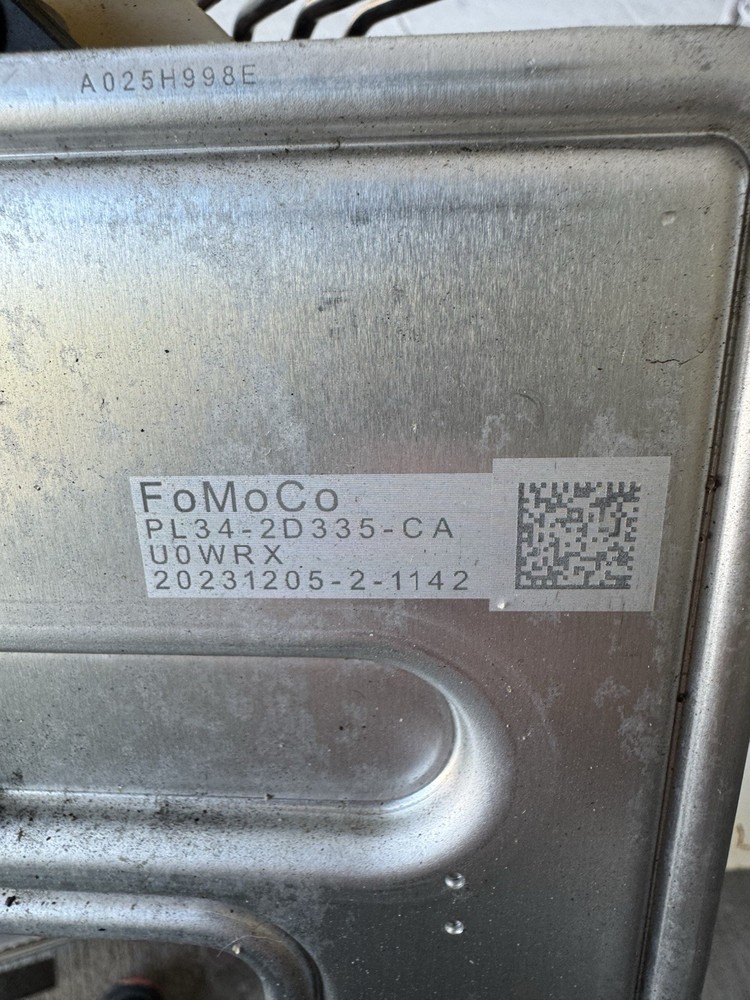 A025H998E
FoMoCo
PL34-2D335-CA
U0WRX
20231205-2-1142